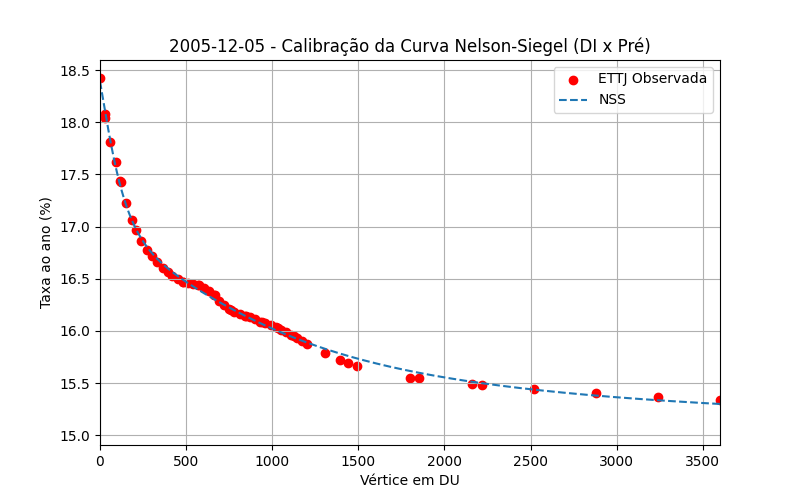 2005-12-05 - Calibração da Curva Nelson-Siegel (DI x Pré)
ETTJ Observada
NSS
Taxa ao ano (%)
18.5
18.0
17.5
17.0
16.5
16.0
15.5
15.0
0 500 1000 1500 2000 2500 3000 3500
Vértice em DU